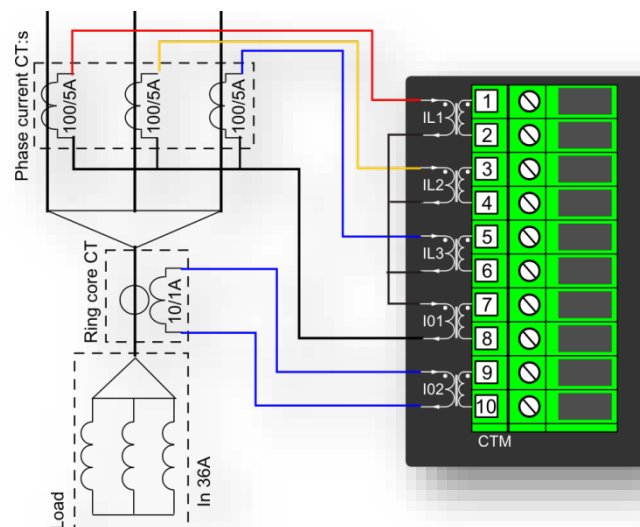 Phase current CT:s
100/5A
100/5A
100/5A
Ring core CT
10/1A
Load
In 36A
IL1
IL2
IL3
I01
I02
1
2
3
4
5
6
7
8
9
10
CTM